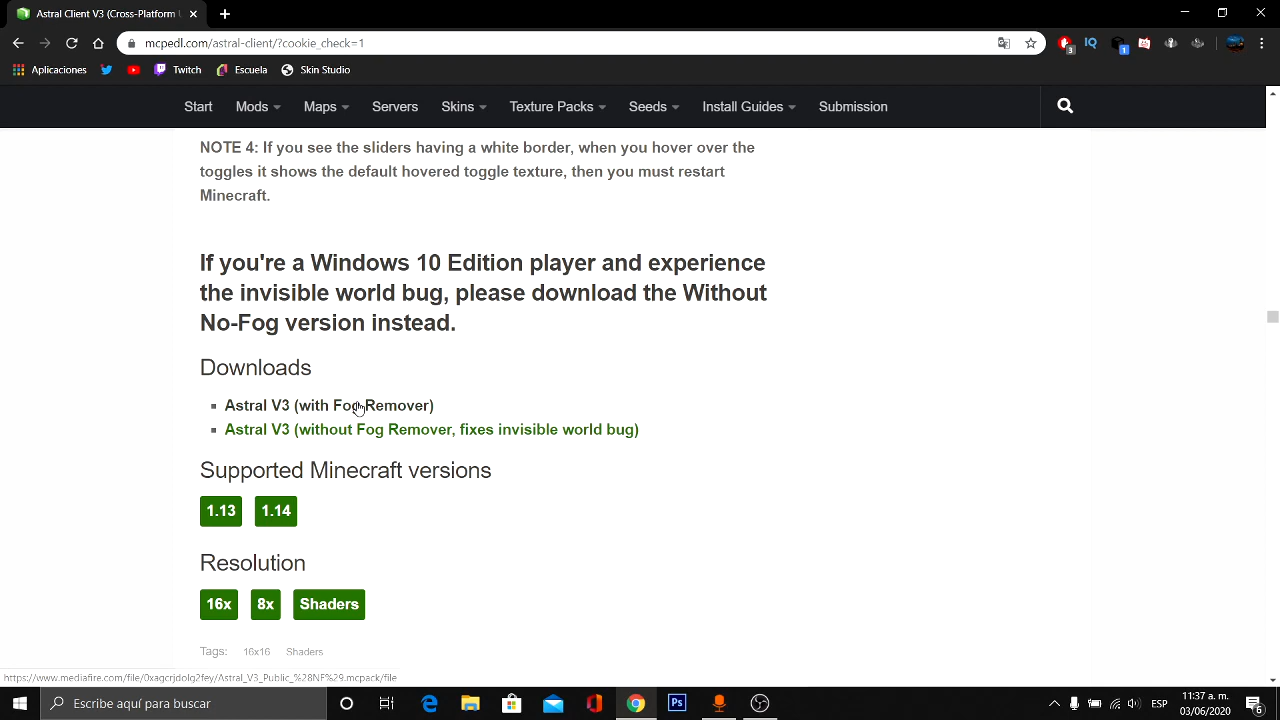 Astral Client V3 (Cross-Platform
mcpedl.com/astral-client/?cookie_check=1
3
IQ
1
Aplicaciones
Twitch
Escuela
Skin Studio
Start
Mods
Maps
Servers
Skins
Texture Packs
Seeds
Install Guides
Submission
NOTE 4: If you see the sliders having a white border, when you hover over the
toggles it shows the default hovered toggle texture, then you must restart
Minecraft.
If you're a Windows 10 Edition player and experience
the invisible world bug, please download the Without
No-Fog version instead.
Downloads
Astral V3 (with Fog Remover)
Astral V3 (without Fog Remover, fixes invisible world bug)
Supported Minecraft versions
1.13
1.14
Resolution
16x
8x
Shaders
Tags:
16x16
Shaders
https://www.mediafire.com/file/0xagcrjdolg2fey/Astral_V3_Public_%28NF%29.mcpack/file
Escribe aquí para buscar
Ps
ESP
11:37 a. m.
03/06/2020
6